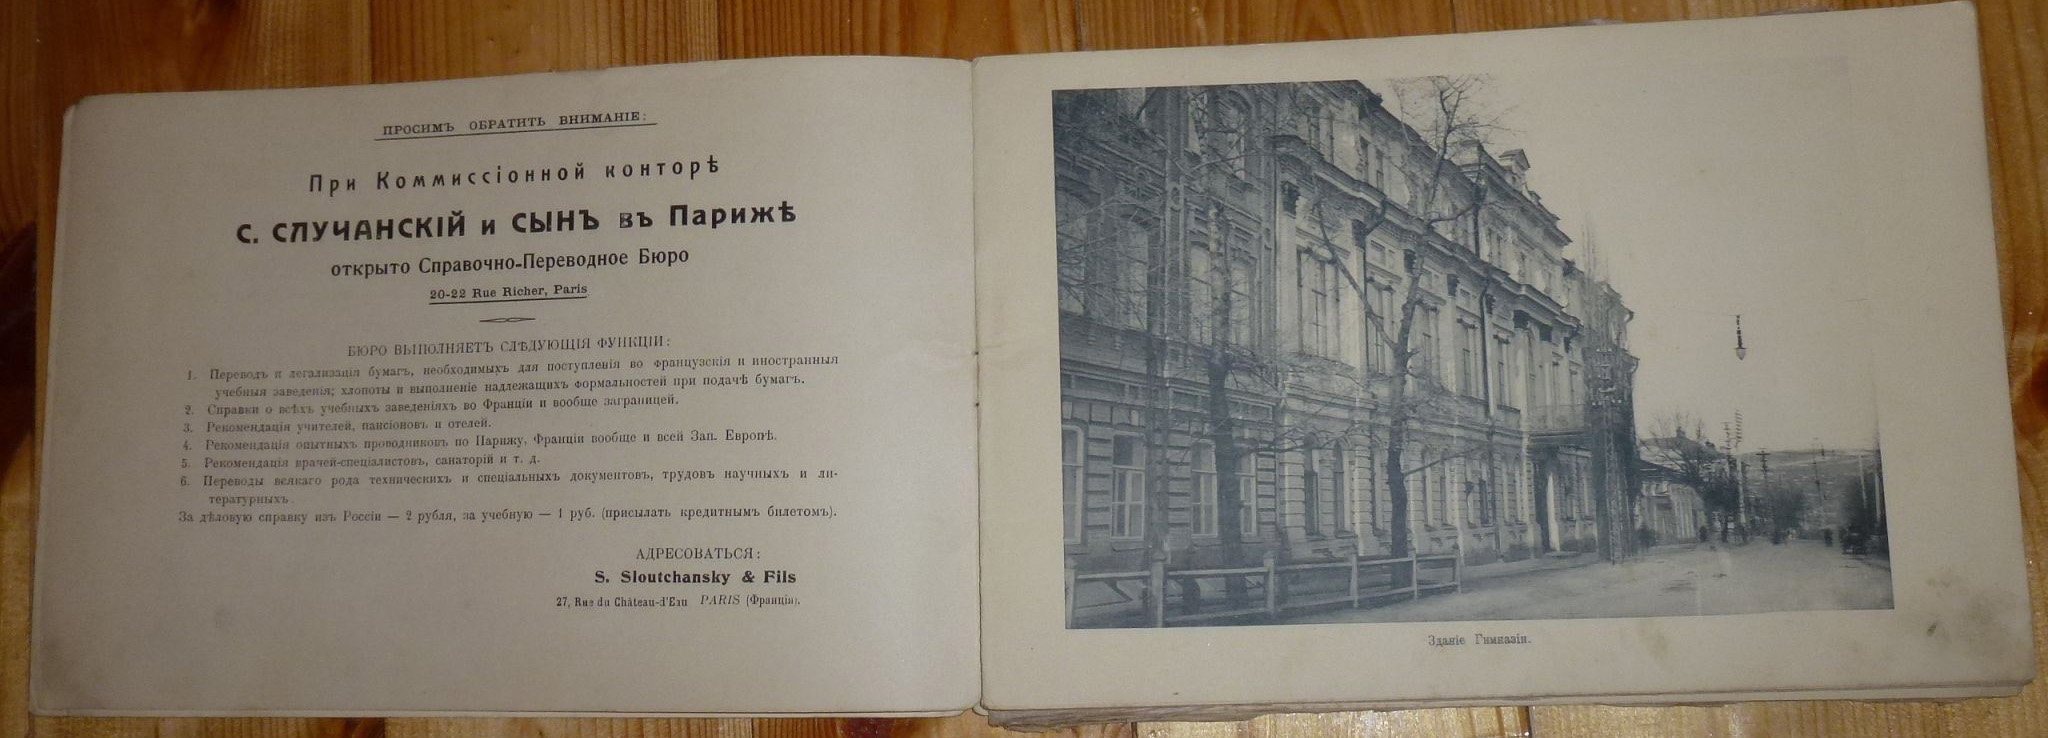 ПРОСИМЪ ОБРАТИТЬ ВНИМАНІЕ:
При Коммиссіонной конторѣ
С. СЛУЧАНСКІЙ и СЫНЪ въ Парижѣ
открыто Справочно-Переводное Бюро
20-22 Rue Richer, Paris
БЮРО ВЫПОЛНЯЕТЪ СЛѢДУЮЩІЯ ФУНКЦІИ:
1. Переводъ и легализація бумагъ, необходимыхъ для поступленія во французскія и иностранныя
учебныя заведенія; хлопоты и выполненіе надлежащихъ формальностей при подачѣ бумагъ.
2. Справки о всѣхъ учебныхъ заведеніяхъ во Франціи и вообще заграницей.
3. Рекомендація учителей, пансіоновъ и отелей.
4. Рекомендація опытныхъ проводниковъ по Парижу, Франціи вообще и всей Зап. Европѣ.
5. Рекомендація врачей-спеціалистовъ, санаторій и т. д.
6. Переводы всякаго рода техническихъ и спеціальныхъ документовъ, трудовъ научныхъ и ли-
тературныхъ.
За дѣловую справку изъ Россіи — 2 рубля, за учебную — 1 руб. (присылать кредитнымъ билетомъ).
АДРЕСОВАТЬСЯ:
S. Sloutchansky & Fils
27, Rue du Château-d'Eau PARIS (Франція).
Зданіе Гимназіи.